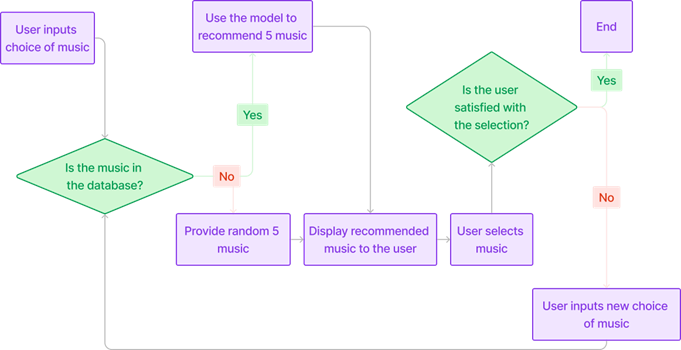 User inputs
choice of music
Use the model to
recommend 5 music
End
Is the user
satisfied with
the selection?
Yes
Yes
Is the music in
the database?
No
No
Provide random 5
music
Display recommended
music to the user
User selects
music
User inputs new choice
of music